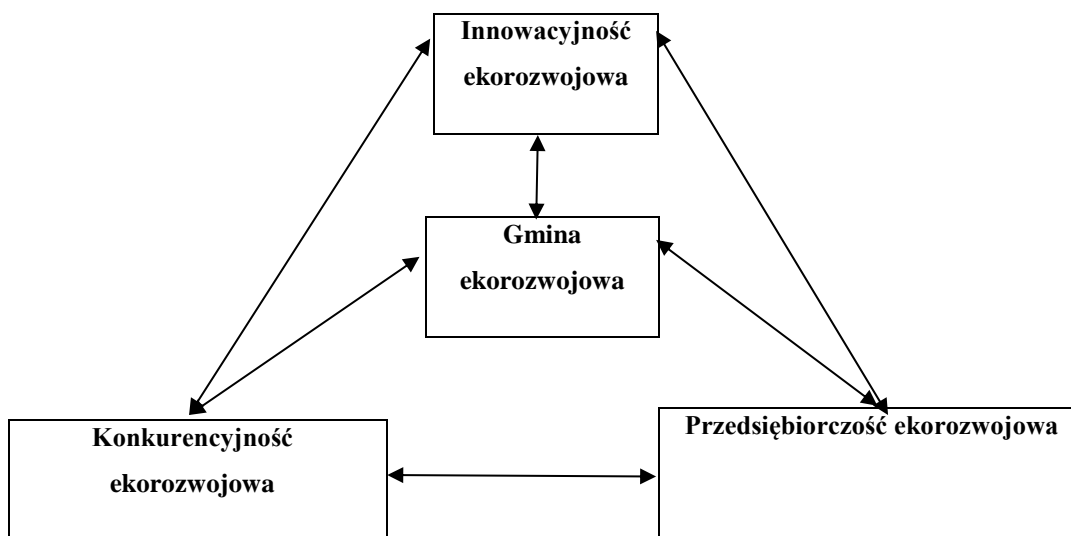 Innowacyjność
ekorozwojowa
Gmina
ekorozwojowa
Konkurencyjność
ekorozwojowa
Przedsiębiorczość ekorozwojowa